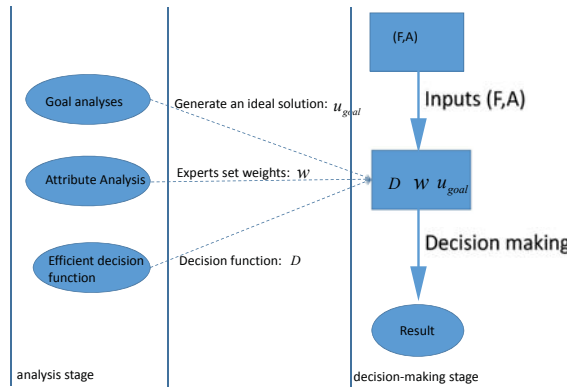 (F,A)
Inputs (F,A)
Goal analyses
Generate an ideal solution: u_goal
Attribute Analysis
Experts set weights: w
D w u_goal
Decision making
Efficient decision
function
Decision function: D
Result
analysis stage
decision-making stage